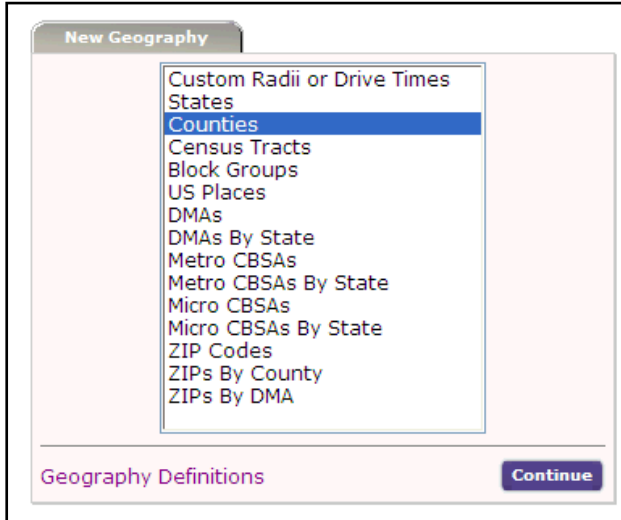 New Geography
Custom Radii or Drive Times
States
Counties
Census Tracts
Block Groups
US Places
DMAs
DMAs By State
Metro CBSAs
Metro CBSAs By State
Micro CBSAs
Micro CBSAs By State
ZIP Codes
ZIPs By County
ZIPs By DMA
Geography Definitions
Continue